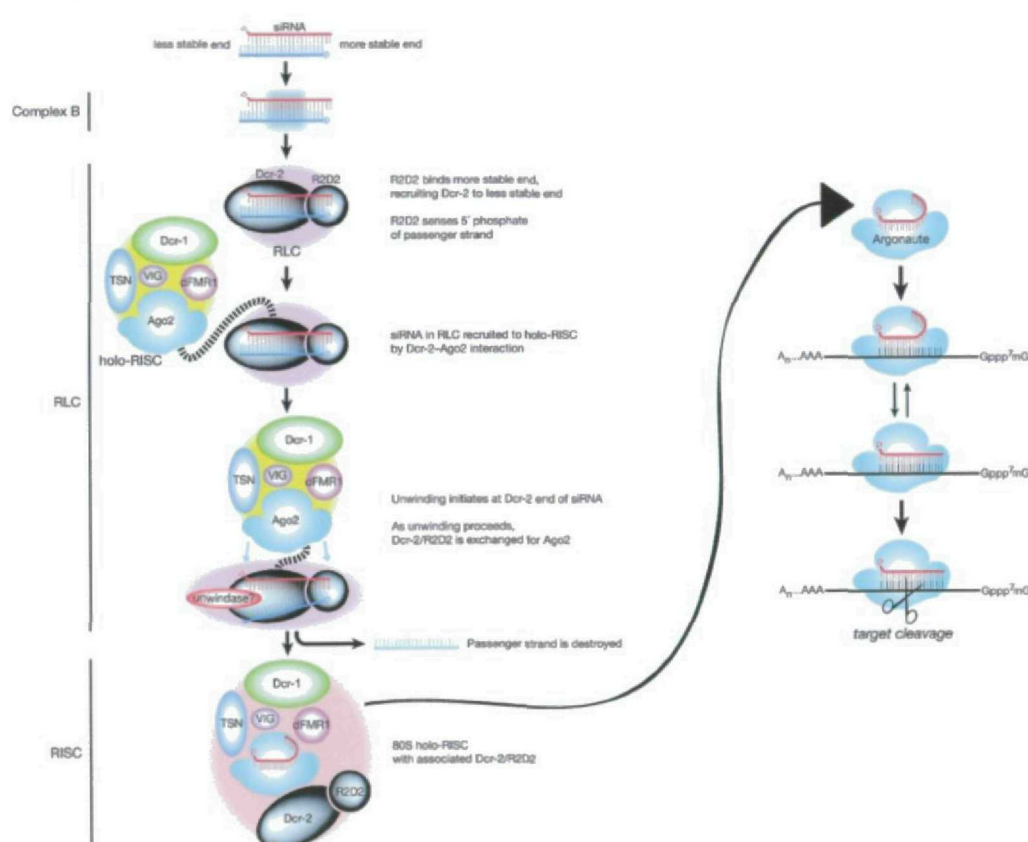 siRNA
less stable end
more stable end
Complex B
Dcr-2
R2D2
R2D2 binds more stable end,
recruiting Dcr-2 to less stable end
R2D2 senses 5´ phosphate
of passenger strand
RLC
Dcr-1
TSN
VIG
dFMR1
Ago2
holo-RISC
siRNA in RLC recruited to holo-RISC
by Dcr-2–Ago2 interaction
RLC
Dcr-1
TSN
VIG
dFMR1
Ago2
Unwinding initiates at Dcr-2 end of siRNA
As unwinding proceeds,
Dcr-2/R2D2 is exchanged for Ago2
unwindase?
Passenger strand is destroyed
RISC
Dcr-1
TSN
VIG
dFMR1
80S holo-RISC
with associated Dcr-2/R2D2
R2D2
Dcr-2
Argonaute
An...AAA
Gppp7mG
An...AAA
Gppp7mG
An...AAA
Gppp7mG
target cleavage